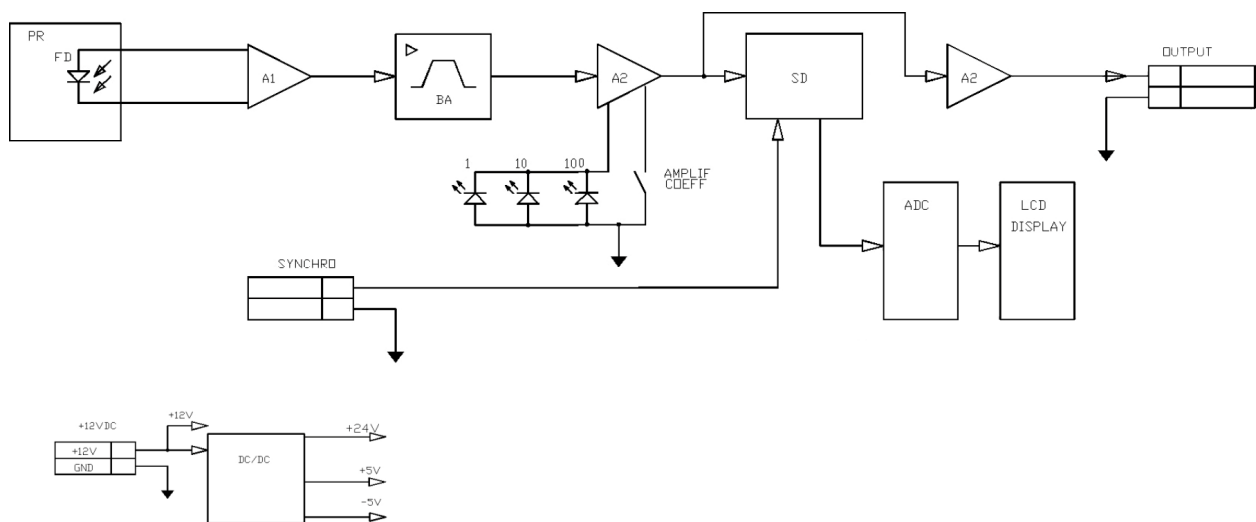 PR
FD
A1
BA
A2
SD
A2
OUTPUT
1 10 100
AMPLIF
COEFF
ADC
LCD
DISPLAY
SYNCHRO
+12VDC
+12V
GND
+12V
DC/DC
+24V
+5V
-5V